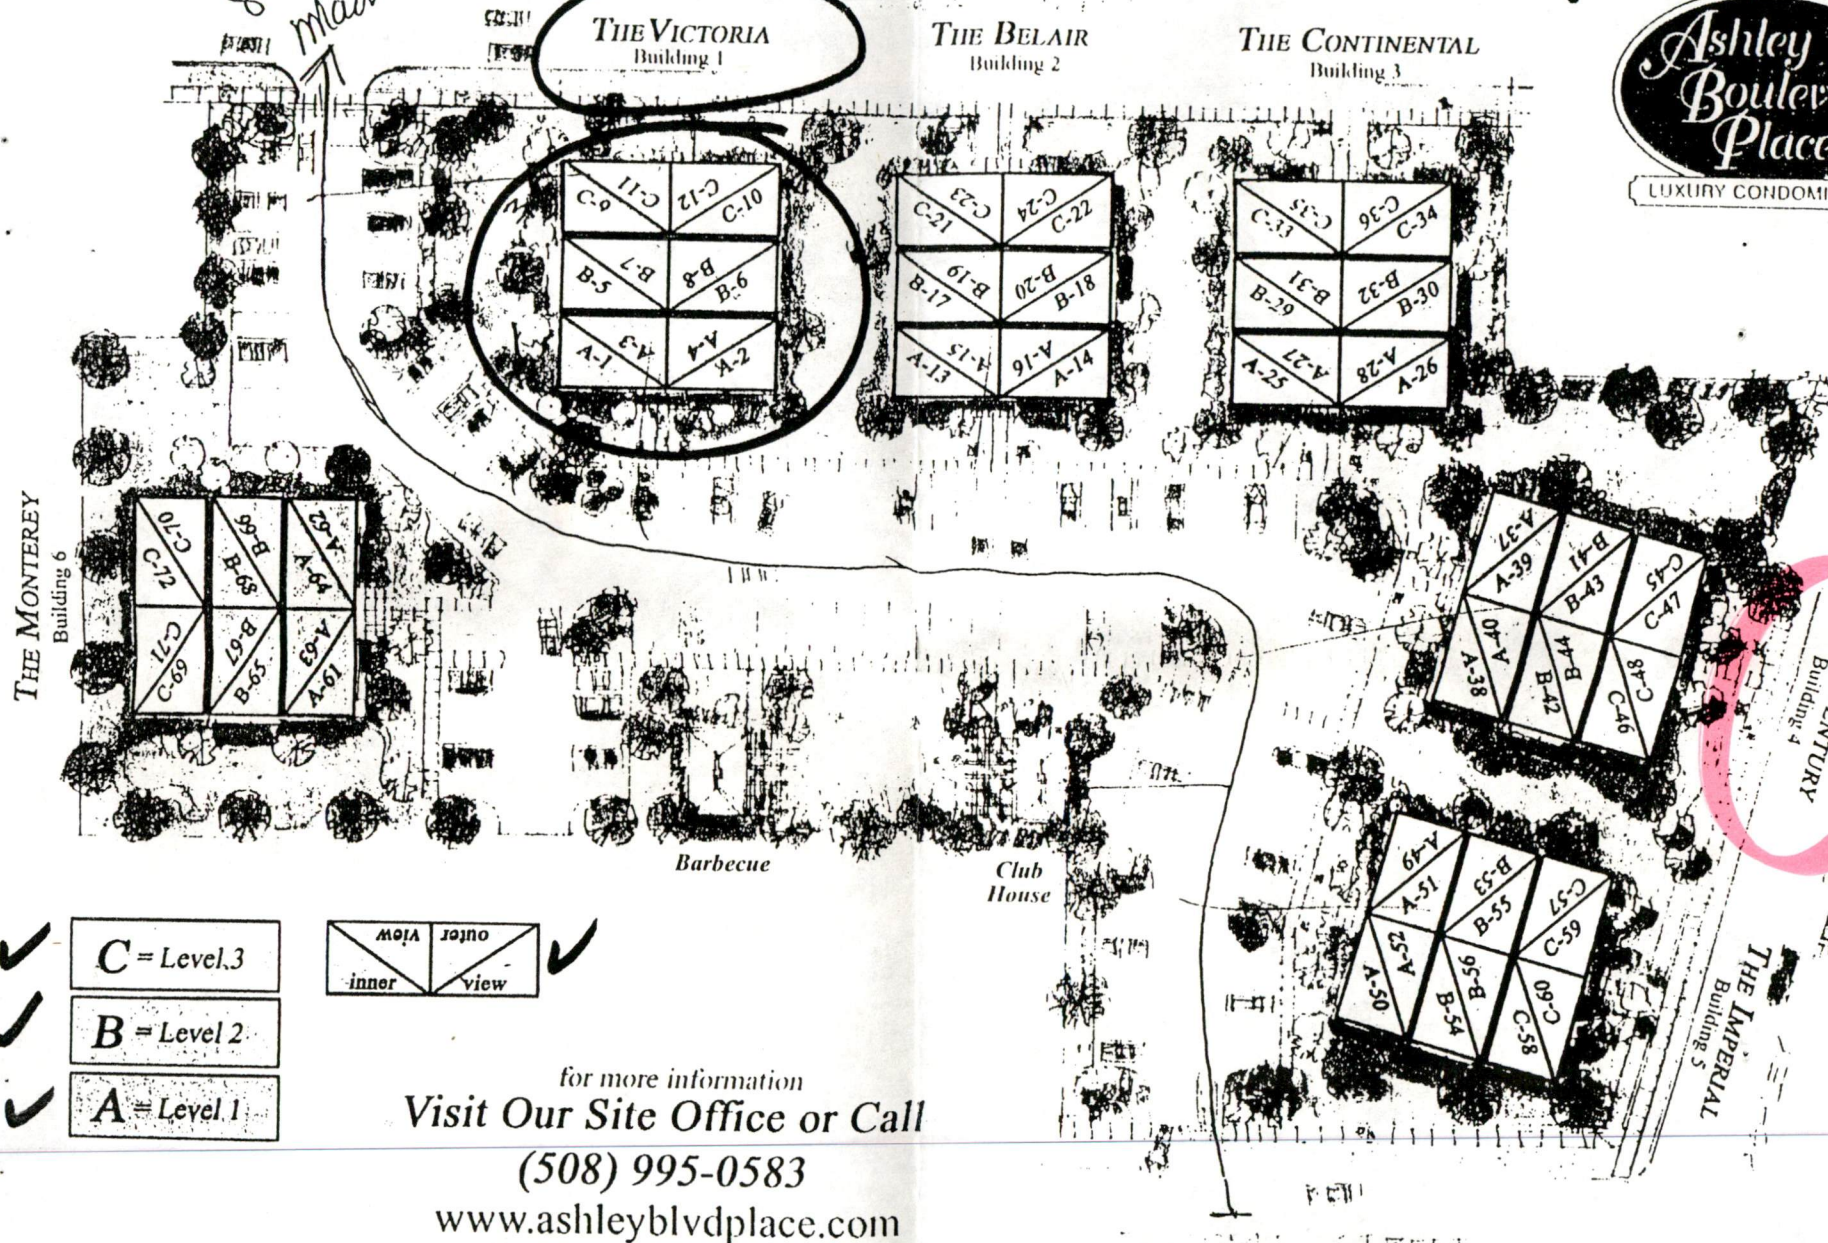 THE VICTORIA
Building 1
THE BELAIR
Building 2
THE CONTINENTAL
Building 3
Ashley
Boulev
Place
LUXURY CONDOMI
C-9 C-11 C-12 C-10
B-5 B-7 B-8 B-6
A-1 A-3 A-4 A-2
C-21 C-23 C-24 C-22
B-17 B-19 B-20 B-18
A-13 A-15 A-16 A-14
C-33 C-35 C-36 C-34
B-29 B-31 B-32 B-30
A-25 A-27 A-28 A-26
THE MONTEREY
Building 6
C-70 B-66 A-62
C-72 B-68 A-64
C-71 B-67 A-63
C-69 B-65 A-61
A-37 B-41 C-45
A-39 B-43 C-47
A-40 B-44 C-48
A-38 B-42 C-46
ENTURY
Building 4
A-49 B-53 C-57
A-51 B-55 C-59
A-52 B-56 C-60
A-50 B-54 C-58
THE IMPERIAL
Building 5
Barbecue
Club
House
C = Level 3
B = Level 2
A = Level 1
view outer
inner view
for more information
Visit Our Site Office or Call
(508) 995-0583
www.ashleyblvdplace.com